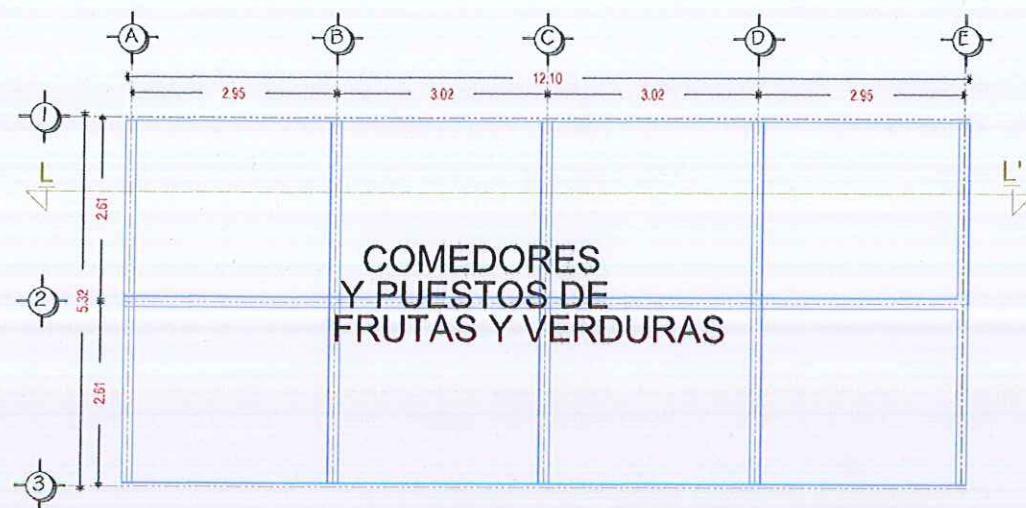 A B C D E
12.10
2.95 3.02 3.02 2.95
1
L L'
2.61
COMEDORES
Y PUESTOS DE
2
5.32
FRUTAS Y VERDURAS
2.61
3